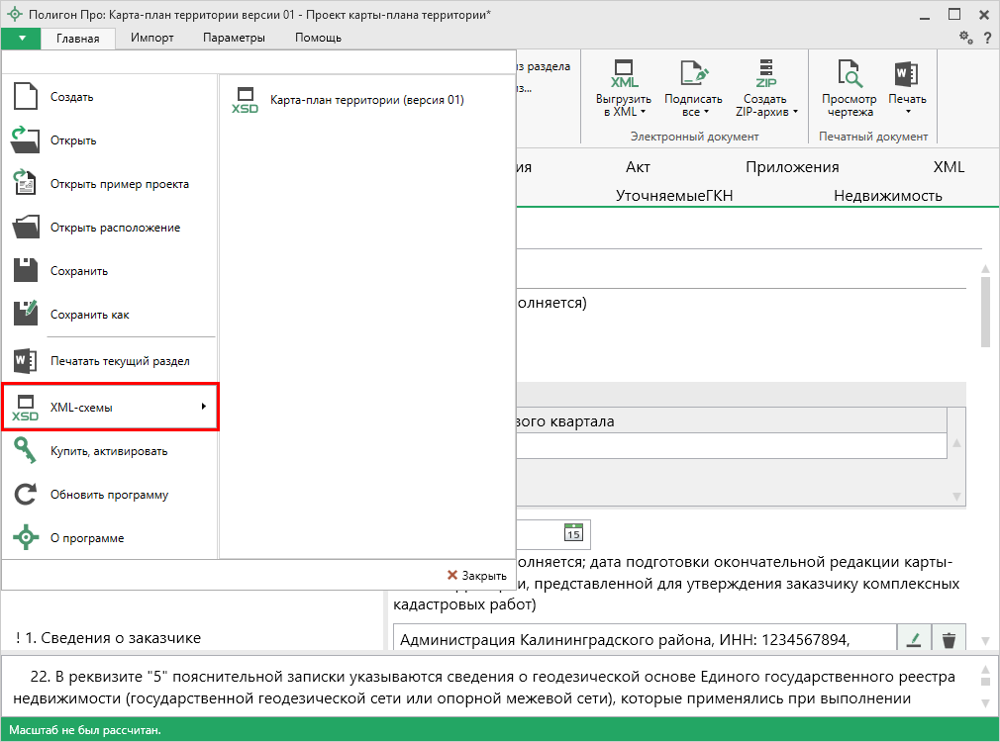 Полигон Про: Карта-план территории версии 01 - Проект карты-плана территории*
Главная Импорт Параметры Помощь
Создать
Открыть
Открыть пример проекта
Открыть расположение
Сохранить
Сохранить как
W
Печатать текущий раздел
XSD
XML-схемы
Купить, активировать
Обновить программу
О программе
XSD
Карта-план территории (версия 01)
Закрыть
из раздела
из...
XML
Выгрузить
в XML
Подписать
все
ZIP
Создать
ZIP-архив
Электронный документ
Просмотр
чертежа
W
Печать
Печатный документ
ия Акт Приложения XML
УточняемыеГКН Недвижимость
олняется)
вого квартала
15
олняется; дата подготовки окончательной редакции карты-
и, представленной для утверждения заказчику комплексных
кадастровых работ)
! 1. Сведения о заказчике
Администрация Калининградского района, ИНН: 1234567894,
22. В реквизите "5" пояснительной записки указываются сведения о геодезической основе Единого государственного реестра
недвижимости (государственной геодезической сети или опорной межевой сети), которые применялись при выполнении
Масштаб не был рассчитан.